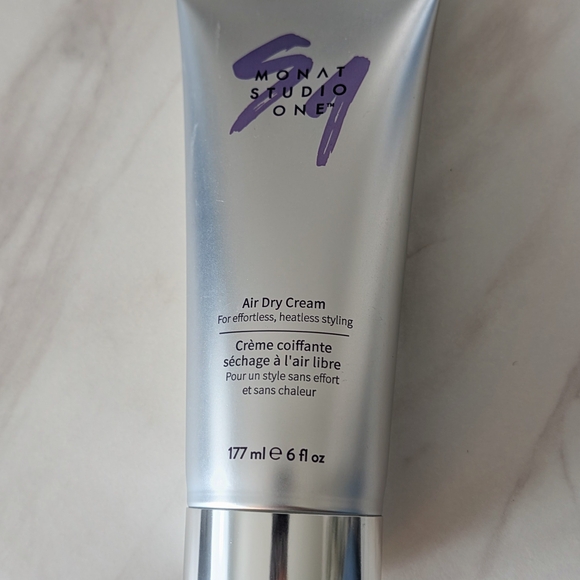 MONAT
STUDIO
ONE™
Air Dry Cream
For effortless, heatless styling
Crème coiffante
séchage à l'air libre
Pour un style sans effort
et sans chaleur
177 ml ℮ 6 fl oz